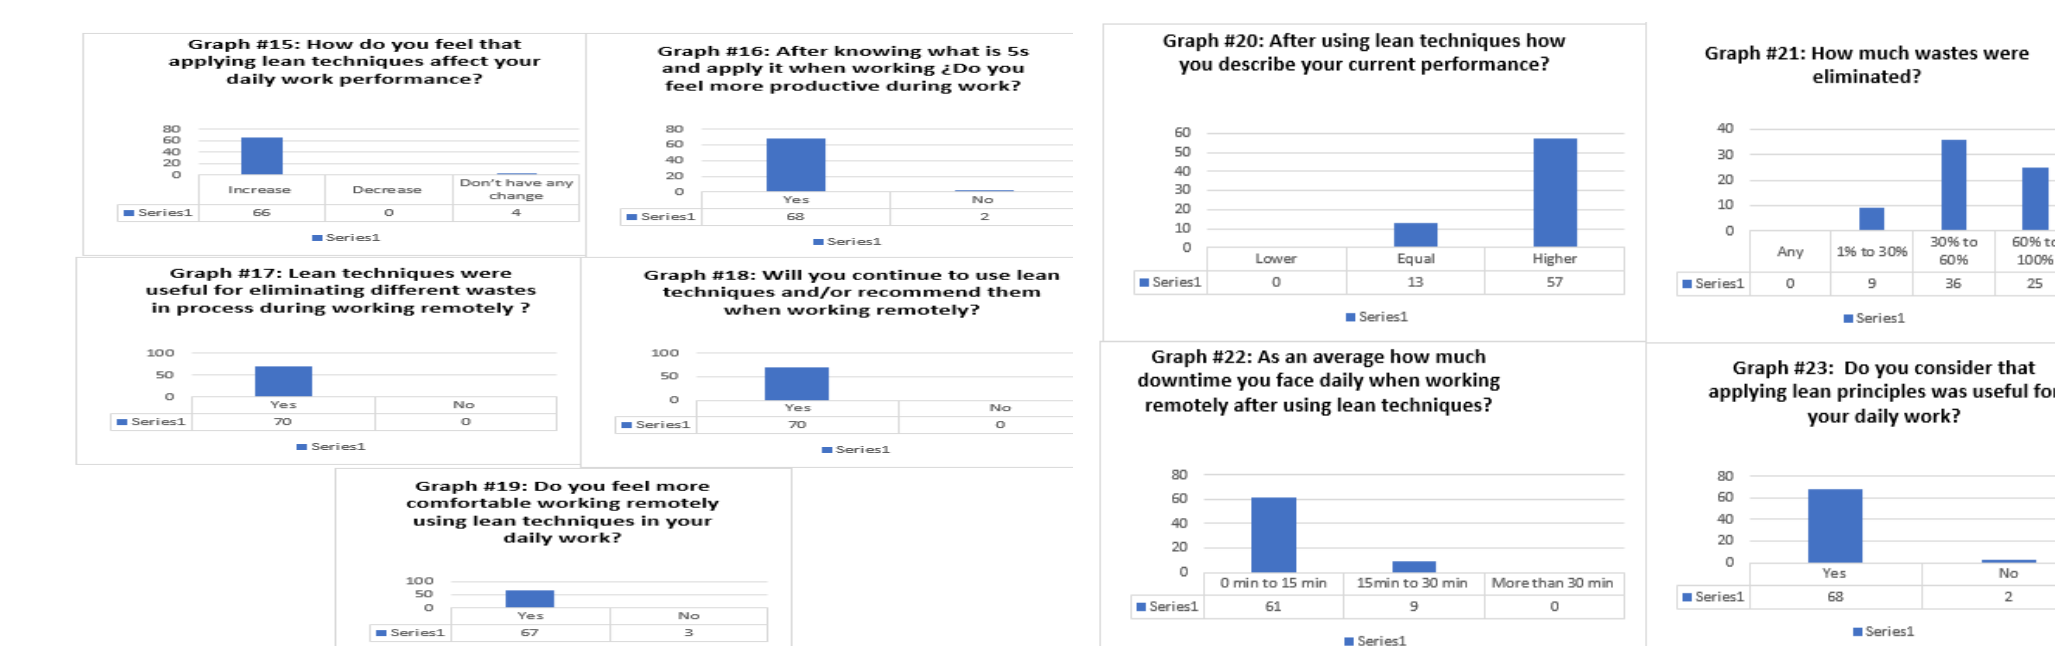 Graph #15: How do you feel that
applying lean techniques affect your
daily work performance?
80
60
40
20
0
Increase Decrease Don't have any change
Series1 66 0 4
Series1
Graph #16: After knowing what is 5s
and apply it when working ¿Do you
feel more productive during work?
80
60
40
20
0
Yes No
Series1 68 2
Series1
Graph #17: Lean techniques were
useful for eliminating different wastes
in process during working remotely ?
100
50
0
Yes No
Series1 70 0
Series1
Graph #18: Will you continue to use lean
techniques and/or recommend them
when working remotely?
100
50
0
Yes No
Series1 70 0
Series1
Graph #19: Do you feel more
comfortable working remotely
using lean techniques in your
daily work?
100
50
0
Yes No
Series1 67 3
Graph #20: After using lean techniques how
you describe your current performance?
60
50
40
30
20
10
0
Lower Equal Higher
Series1 0 13 57
Series1
Graph #21: How much wastes were
eliminated?
40
30
20
10
0
Any 1% to 30% 30% to 60% 60% to 100%
Series1 0 9 36 25
Series1
Graph #22: As an average how much
downtime you face daily when working
remotely after using lean techniques?
80
60
40
20
0
0 min to 15 min 15min to 30 min More than 30 min
Series1 61 9 0
Series1
Graph #23: Do you consider that
applying lean principles was useful for
your daily work?
80
60
40
20
0
Yes No
Series1 68 2
Series1